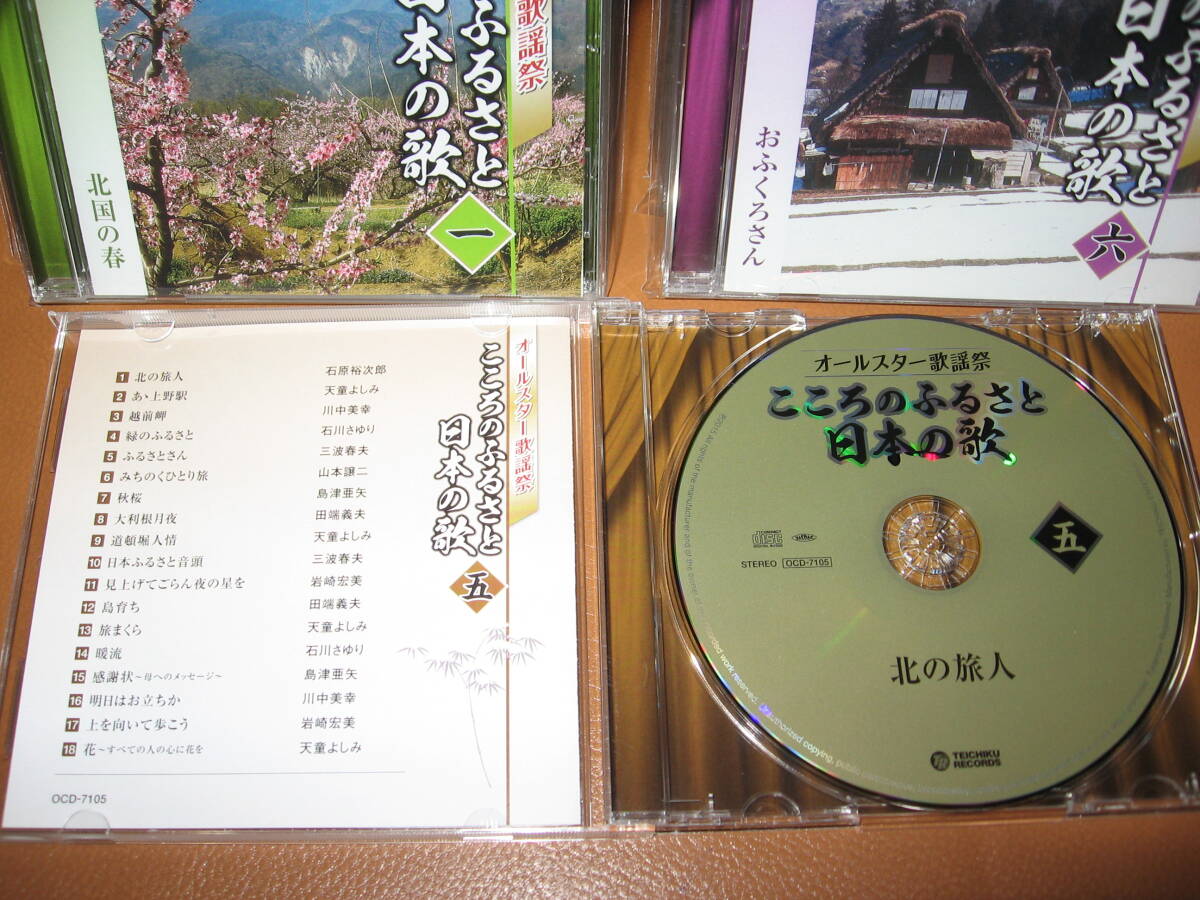 歌謡祭
ふるさと
日本の歌
一
北国の春
のふるさと
日本の歌
六
おふくろさん
オールスター歌謡祭
こころのふるさと
日本の歌
五
1 北の旅人 石原裕次郎
2 あゝ上野駅 天童よしみ
3 越前岬 川中美幸
4 緑のふるさと 石川さゆり
5 ふるさとさん 三波春夫
6 みちのくひとり旅 山本譲二
7 秋桜 島津亜矢
8 大利根月夜 田端義夫
9 道頓堀人情 天童よしみ
10 日本ふるさと音頭 三波春夫
11 見上げてごらん夜の星を 岩崎宏美
12 島育ち 田端義夫
13 旅まくら 天童よしみ
14 暖流 石川さゆり
15 感謝状～母へのメッセージ～ 島津亜矢
16 明日はお立ちか 川中美幸
17 上を向いて歩こう 岩崎宏美
18 花～すべての人の心に花を 天童よしみ
OCD-7105
オールスター歌謡祭
こころのふるさと
日本の歌
五
COMPACT
disc
DIGITAL AUDIO
STEREO OCD-7105
北の旅人
TEICHIKU
RECORDS